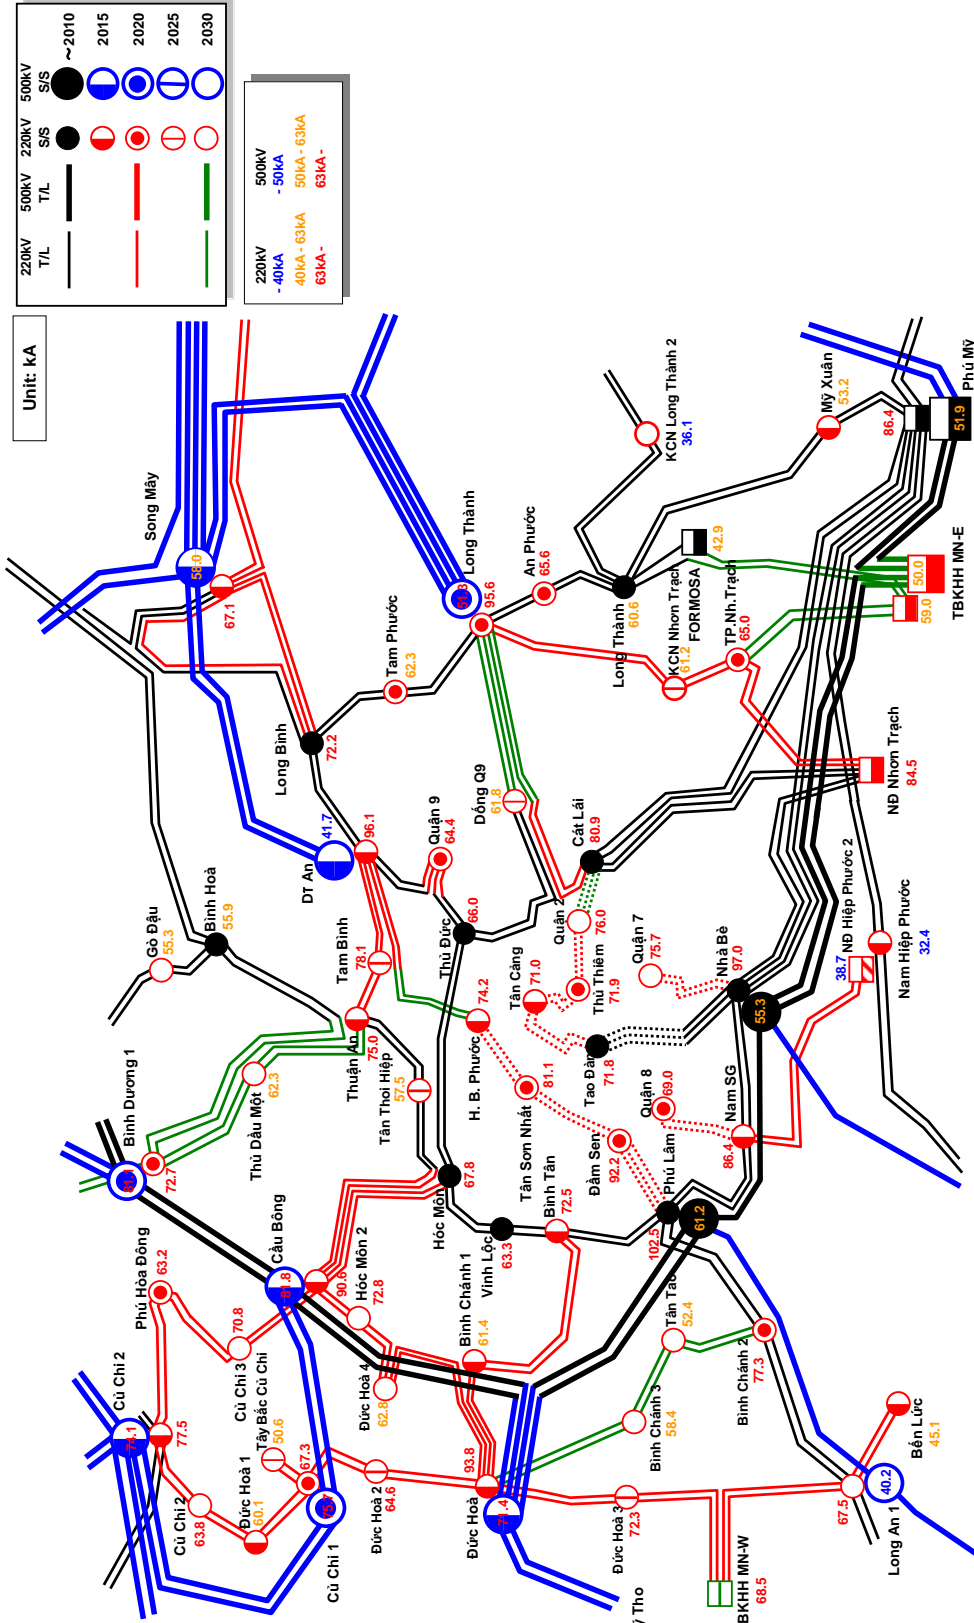 220kV 500kV 220kV 500kV
T/L T/L S/S S/S
~2010
2015
2020
2025
2030
220kV 500kV
- 40kA - 50kA
40kA - 63kA 50kA - 63kA
63kA - 63kA -
Unit: kA
Song Mây
58.0
67.1
Long Thành
61.3
95.6
An Phước
65.6
Tam Phước
62.3
KCN Long Thành 2
36.1
Mỹ Xuân
53.2
86.4
51.9
Phú Mỹ
42.9
FORMOSA
Long Thành
60.6
KCN Nhơn Trạch
61.2
TP.Nh.Trạch
65.0
50.0
59.0
TBKHH MN-E
NĐ Nhơn Trạch
84.5
Long Bình
72.2
DT An
41.7
96.1
Quận 9
64.4
Dống Q9
61.8
Cát Lái
80.9
Gò Đậu
55.3
Bình Hoà
55.9
Tam Bình
78.1
Thủ Đức
66.0
Quận 2
76.0
Thủ Thiêm
71.9
Tân Cảng
71.0
Quận 7
75.7
Nhà Bè
97.0
55.3
NĐ Hiệp Phước 2
38.7
Nam Hiệp Phước
32.4
Bình Dương 1
81.1
72.7
Thủ Dầu Một
62.3
Thuận An
75.0
Tân Thoi Hiệp
57.5
H. B. Phước
74.2
Tao Đàn
71.8
Tân Sơn Nhất
81.1
Quận 8
69.0
Đầm Sen
92.2
Nam SG
86.4
Phú Lâm
102.5
61.2
Hóc Môn
67.8
Vĩnh Lộc
63.3
Bình Tân
72.5
Cầu Bông
81.8
90.6
Hóc Môn 2
72.8
Phú Hòa Đông
63.2
Củ Chi 3
70.8
Củ Chi 2
74.1
77.5
Củ Chi 2
63.8
Tây Bắc Củ Chi
50.6
Đức Hoà 1
60.1
67.3
75.7
Củ Chi 1
Đức Hoà 4
62.8
Đức Hoà 2
64.6
Đức Hoà
93.8
71.4
Bình Chánh 1
61.4
Tân Tạo
52.4
Bình Chánh 2
77.3
Bình Chánh 3
58.4
Đức Hoà 3
72.3
BKHH MN-W
68.5
ỹ Tho
67.5
Long An 1
40.2
Bến Lức
45.1